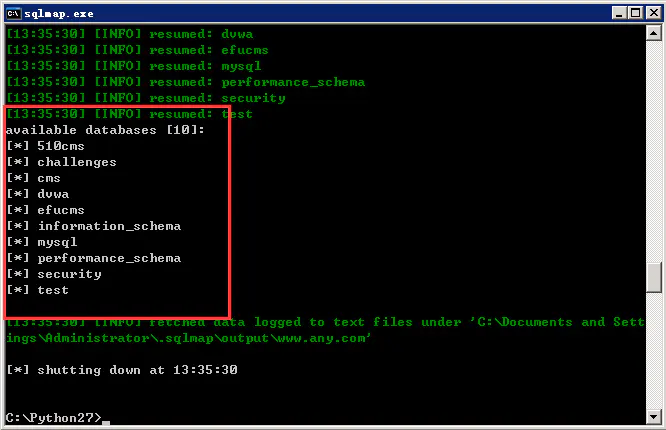 sqlmap.exe
[13:35:30] [INFO] resumed: dvwa
[13:35:30] [INFO] resumed: efucms
[13:35:30] [INFO] resumed: mysql
[13:35:30] [INFO] resumed: performance_schema
[13:35:30] [INFO] resumed: security
[13:35:30] [INFO] resumed: test
available databases [10]:
[*] 510cms
[*] challenges
[*] cms
[*] dvwa
[*] efucms
[*] information_schema
[*] mysql
[*] performance_schema
[*] security
[*] test
[13:35:30] [INFO] fetched data logged to text files under 'C:\Documents and Sett
ings\Administrator\.sqlmap\output\www.any.com'
[*] shutting down at 13:35:30
C:\Python27>_